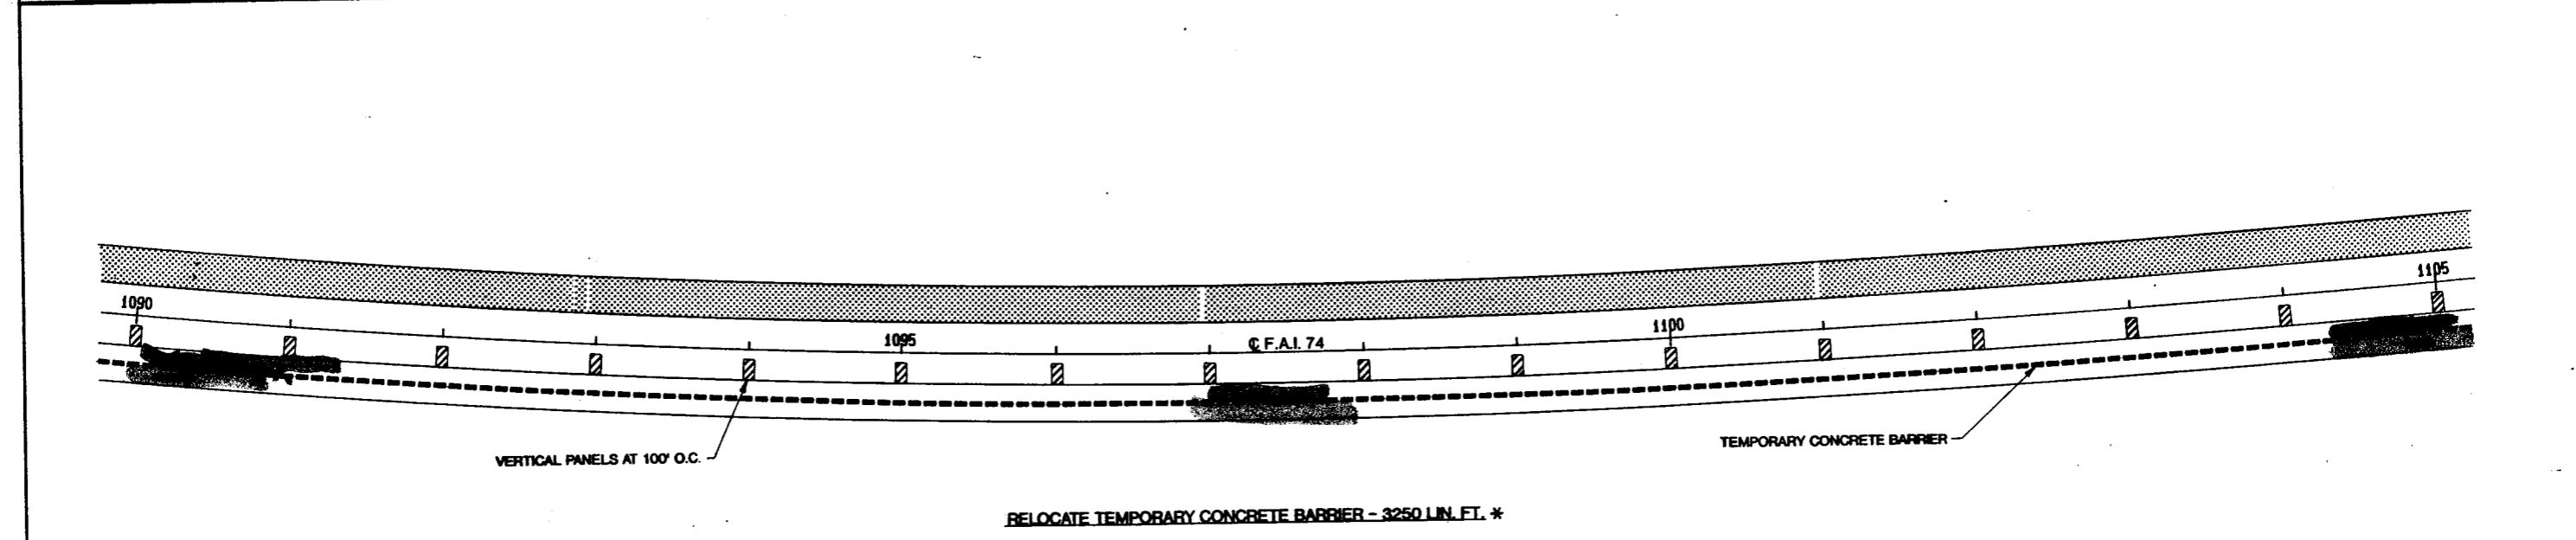 1090
1095
℄ F.A.I. 74
1100
1105
VERTICAL PANELS AT 100' O.C.
TEMPORARY CONCRETE BARRIER
RELOCATE TEMPORARY CONCRETE BARRIER - 3250 LIN. FT. *